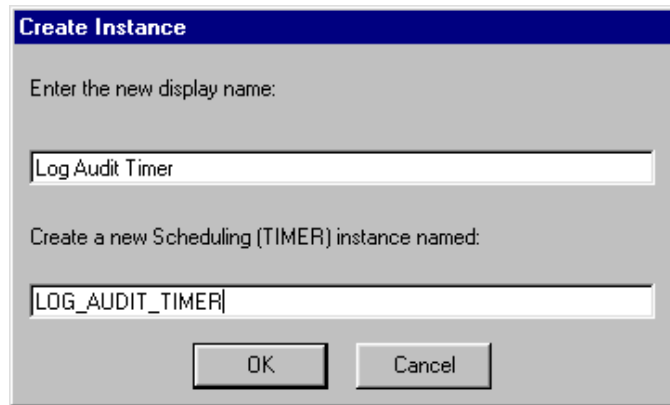 Create Instance
Enter the new display name:
Log Audit Timer
Create a new Scheduling (TIMER) instance named:
LOG_AUDIT_TIMER
OK Cancel